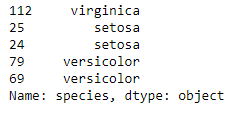 112 virginica
25 setosa
24 setosa
79 versicolor
69 versicolor
Name: species, dtype: object